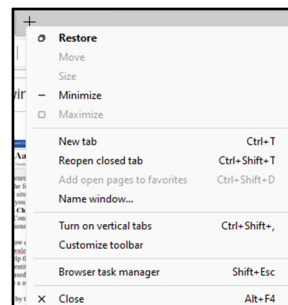 Restore
Move
Size
Minimize
Maximize
New tab Ctrl+T
Reopen closed tab Ctrl+Shift+T
Add open pages to favorites Ctrl+Shift+D
Name window...
Turn on vertical tabs Ctrl+Shift+,
Customize toolbar
Browser task manager Shift+Esc
Close Alt+F4